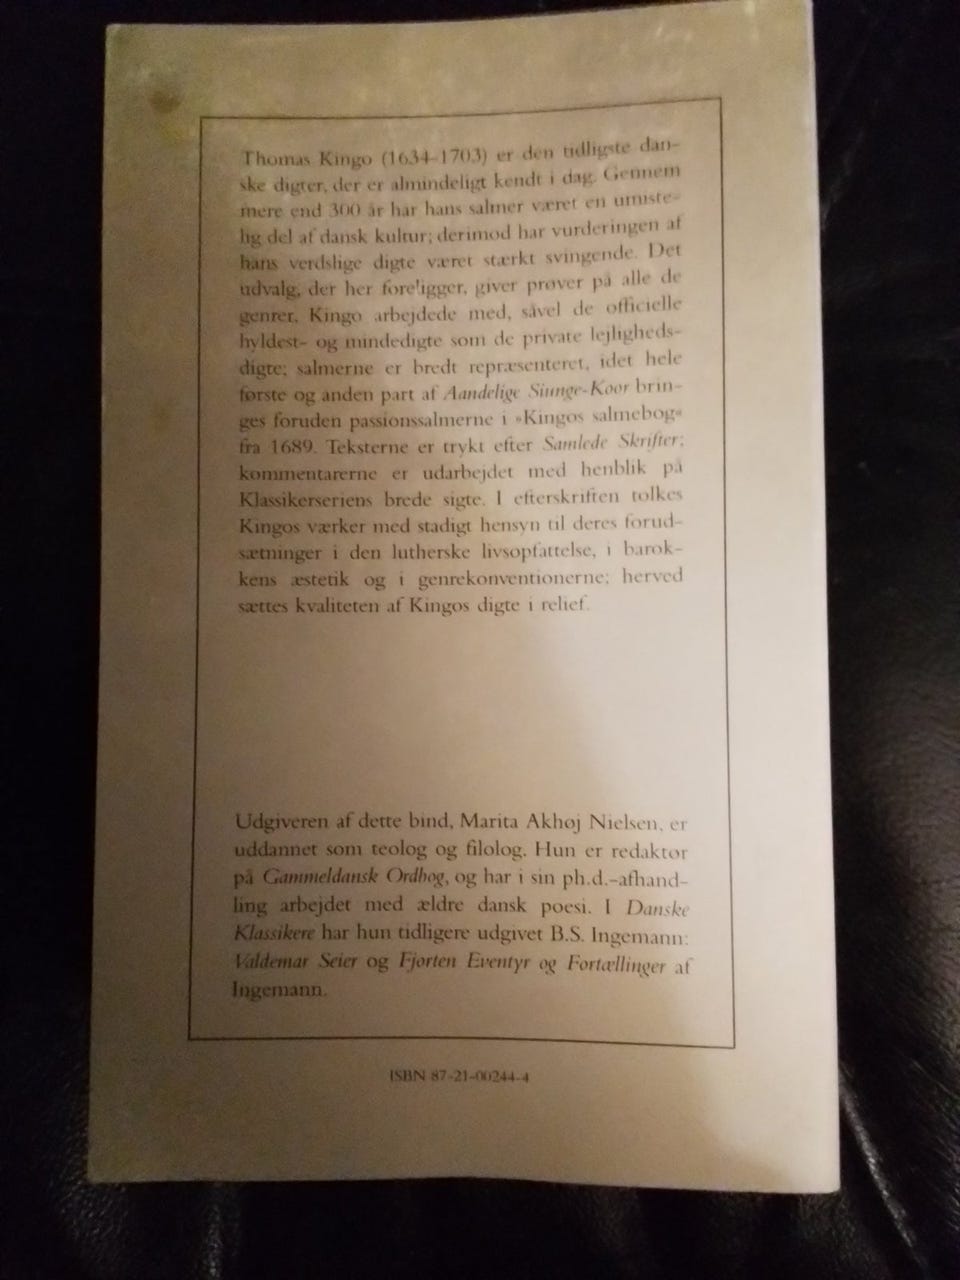 Thomas Kingo (1634-1703) er den tidligste dan-
ske digter, der er almindeligt kendt i dag. Gennem
mere end 300 år har hans salmer været en umiste-
lig del af dansk kultur; derimod har vurderingen af
hans verdslige digte været stærkt svingende. Det
udvalg, der her foreligger, giver prøver på alle de
genrer, Kingo arbejdede med, såvel de officielle
hyldest- og mindedigte som de private lejligheds-
digte; salmerne er bredt repræsenteret, idet hele
første og anden part af Aandelige Siunge-Koor brin-
ges foruden passionssalmerne i »Kingos salmebog«
fra 1689. Teksterne er trykt efter Samlede Skrifter;
kommentarerne er udarbejdet med henblik på
Klassikerseriens brede sigte. I efterskriften tolkes
Kingos værker med stadigt hensyn til deres forud-
sætninger i den lutherske livsopfattelse, i barok-
kens æstetik og i genrekonventionerne; herved
sættes kvaliteten af Kingos digte i relief.
Udgiveren af dette bind, Marita Akhøj Nielsen, er
uddannet som teolog og filolog. Hun er redaktør
på Gammeldansk Ordbog, og har i sin ph.d.-afhand-
ling arbejdet med ældre dansk poesi. I Danske
Klassikere har hun tidligere udgivet B.S. Ingemann:
Valdemar Seier og Fjorten Eventyr og Fortællinger af
Ingemann.
ISBN 87-21-00244-4